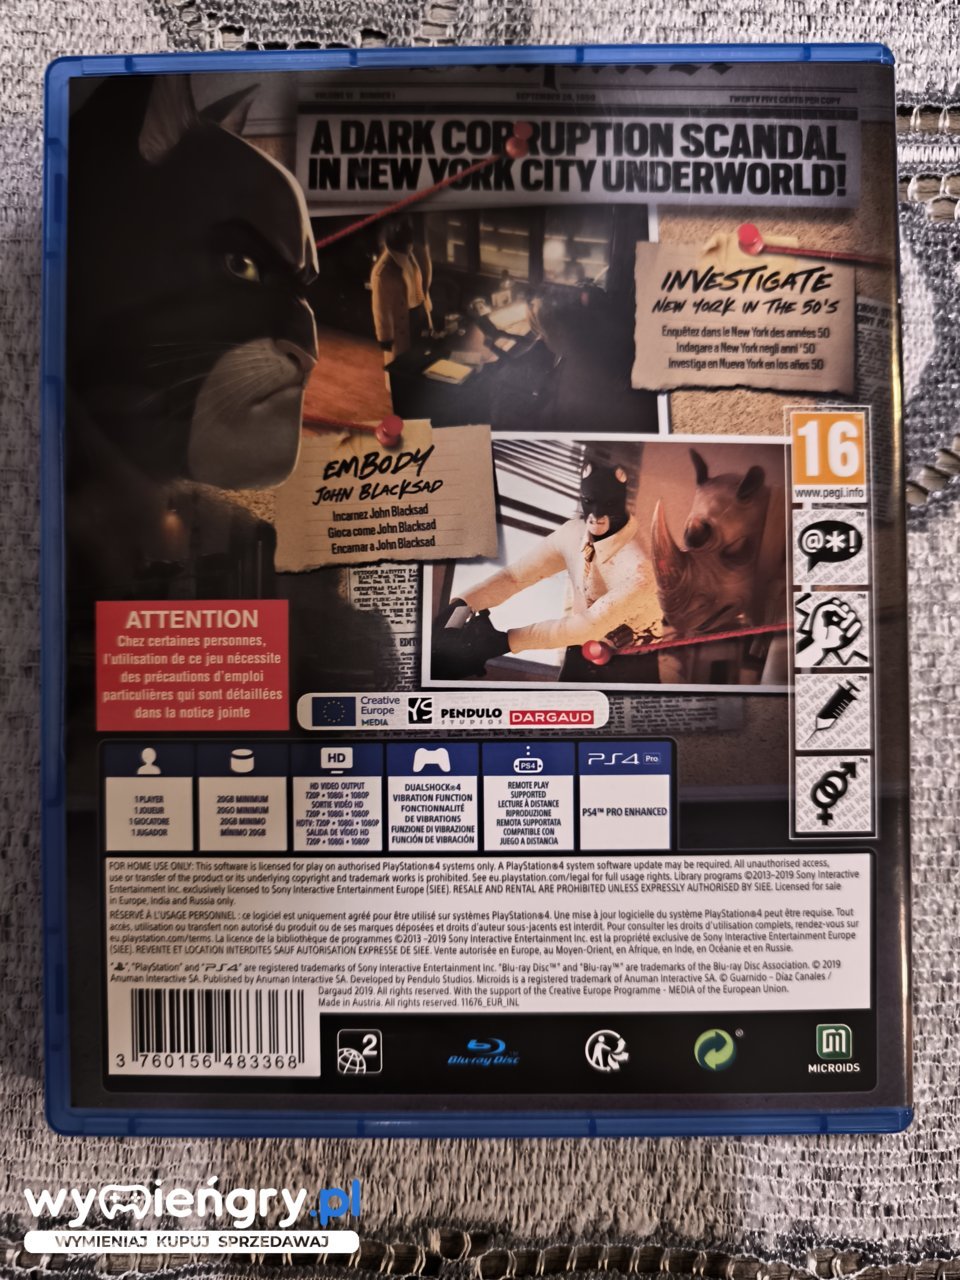 VOLUME VI NUMBER 1
SEPTEMBER 28, 1950
TWENTY FIVE CENTS PER COPY
A DARK CORRUPTION SCANDAL
IN NEW YORK CITY UNDERWORLD!
INVESTIGATE
NEW YORK IN THE 50'S
Enquêtez dans le New York des années 50
Indagare a New York negli anni '50
Investiga en Nueva York en los años 50
EMBODY
JOHN BLACKSAD
Incarnez John Blacksad
Gioca come John Blacksad
Encarnar a John Blacksad
16
www.pegi.info
@*!
ATTENTION
Chez certaines personnes,
l'utilisation de ce jeu nécessite
des précautions d'emploi
particulières qui sont détaillées
dans la notice jointe
Creative
Europe
MEDIA
YS
PENDULO
STUDIOS
DARGAUD
HD
PS4
PS4 Pro
1 PLAYER
1 JOUEUR
1 GIOCATORE
1 JUGADOR
20GB MINIMUM
20GO MINIMUM
20GB MINIMO
MÍNIMO 20GB
HD VIDEO OUTPUT
720P • 1080i • 1080P
SORTIE VIDÉO HD
720P • 1080i • 1080P
HDTV: 720P • 1080i • 1080P
SALIDA DE VÍDEO HD
720P • 1080i • 1080P
DUALSHOCK®4
VIBRATION FUNCTION
FONCTIONNALITÉ
DE VIBRATIONS
FUNZIONE DI VIBRAZIONE
FUNCIÓN DE VIBRACIÓN
REMOTE PLAY
SUPPORTED
LECTURE À DISTANCE
RIPRODUZIONE
REMOTA SUPPORTATA
COMPATIBLE CON
JUEGO A DISTANCIA
PS4™ PRO ENHANCED
FOR HOME USE ONLY: This software is licensed for play on authorised PlayStation®4 systems only. A PlayStation®4 system software update may be required. All unauthorised access,
use or transfer of the product or its underlying copyright and trademark works is prohibited. See eu.playstation.com/legal for full usage rights. Library programs ©2013-2019 Sony Interactive
Entertainment Inc. exclusively licensed to Sony Interactive Entertainment Europe (SIEE). RESALE AND RENTAL ARE PROHIBITED UNLESS EXPRESSLY AUTHORISED BY SIEE. Licensed for sale
in Europe, India and Russia only.
RÉSERVÉ À L'USAGE PERSONNEL : ce logiciel est uniquement agréé pour être utilisé sur systèmes PlayStation®4. Une mise à jour logicielle du système PlayStation®4 peut être requise. Tout
accès, utilisation ou transfert non autorisé du produit ou de ses marques déposées et droits d'auteur sous-jacents est interdit. Pour consulter les droits d'utilisation complets, rendez-vous sur
eu.playstation.com/terms. La licence de la bibliothèque de programmes ©2013 -2019 Sony Interactive Entertainment Inc. est la propriété exclusive de Sony Interactive Entertainment Europe
(SIEE). REVENTE ET LOCATION INTERDITES SAUF AUTORISATION EXPRESSE DE SIEE. Vente autorisée en Europe, au Moyen-Orient, en Afrique, en Inde, en Océanie et en Russie.
"PlayStation" and "PS4" are registered trademarks of Sony Interactive Entertainment Inc. "Blu-ray Disc™" and "Blu-ray™" are trademarks of the Blu-ray Disc Association. © 2019
Anuman Interactive SA. Published by Anuman Interactive SA. Developed by Pendulo Studios. Microids is a registered trademark of Anuman Interactive SA. © Guarnido – Díaz Canales /
Dargaud 2019. All rights reserved. With the support of the Creative Europe Programme - MEDIA of the European Union.
Made in Austria. All rights reserved. 11676_EUR_INL
3 760156 483368
2
Blu-ray Disc
MICROIDS
wymieńgry.pl
WYMIENIAJ KUPUJ SPRZEDAWAJ